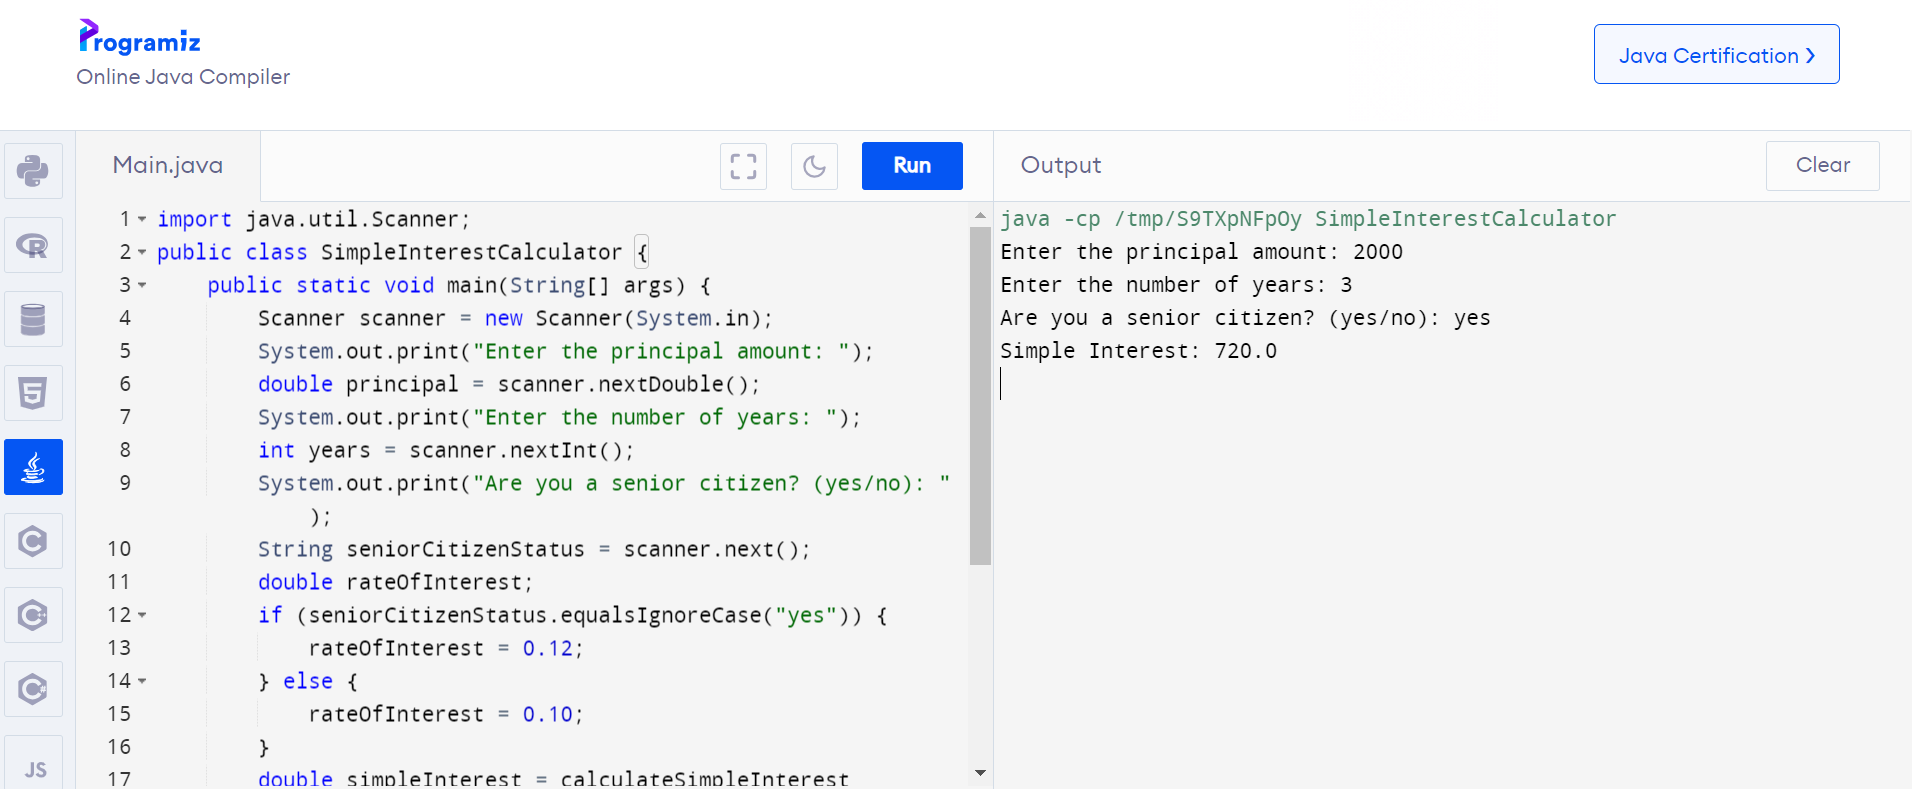 Programiz
Online Java Compiler
Java Certification ❯
Main.java
Run
Output
Clear
1 import java.util.Scanner;
2 public class SimpleInterestCalculator {
3 public static void main(String[] args) {
4 Scanner scanner = new Scanner(System.in);
5 System.out.print("Enter the principal amount: ");
6 double principal = scanner.nextDouble();
7 System.out.print("Enter the number of years: ");
8 int years = scanner.nextInt();
9 System.out.print("Are you a senior citizen? (yes/no): "
);
10 String seniorCitizenStatus = scanner.next();
11 double rateOfInterest;
12 if (seniorCitizenStatus.equalsIgnoreCase("yes")) {
13 rateOfInterest = 0.12;
14 } else {
15 rateOfInterest = 0.10;
16 }
17 double simpleInterest = calculateSimpleInterest
java -cp /tmp/S9TXpNFpOy SimpleInterestCalculator
Enter the principal amount: 2000
Enter the number of years: 3
Are you a senior citizen? (yes/no): yes
Simple Interest: 720.0
R
5
C
C
C
JS